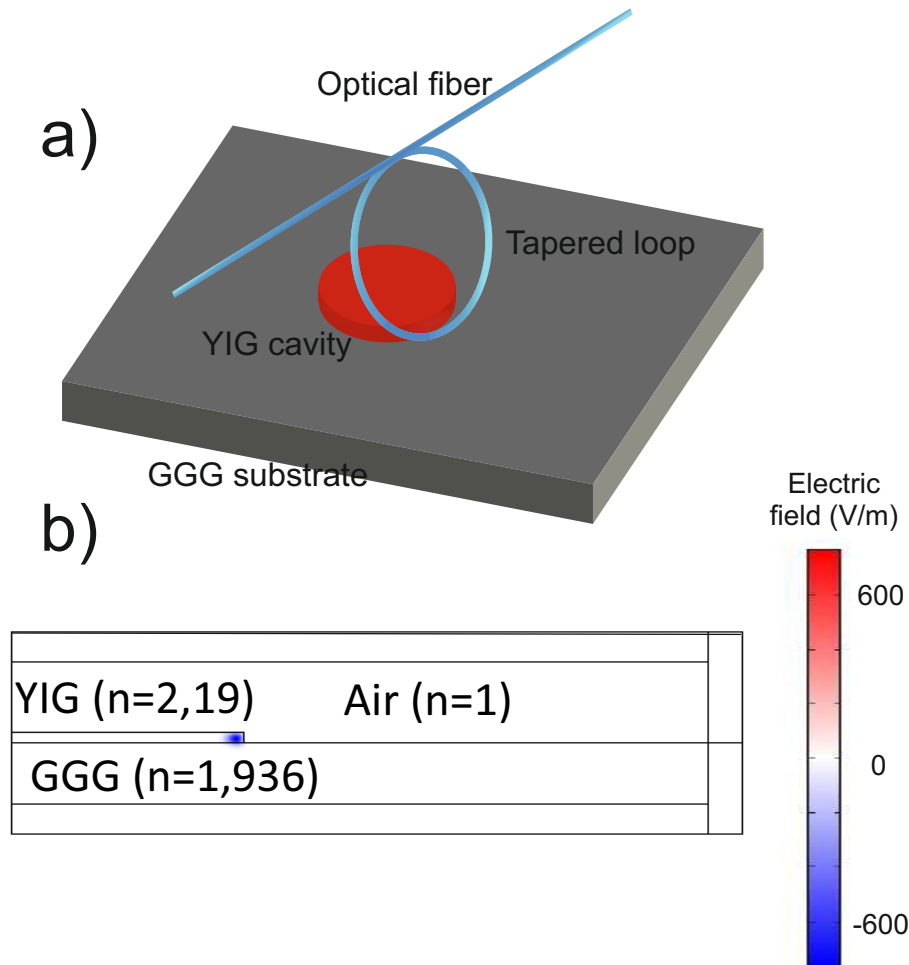 a)
Optical fiber
Tapered loop
YIG cavity
GGG substrate
b)
Electric
field (V/m)
600
0
-600
YIG (n=2,19)
Air (n=1)
GGG (n=1,936)